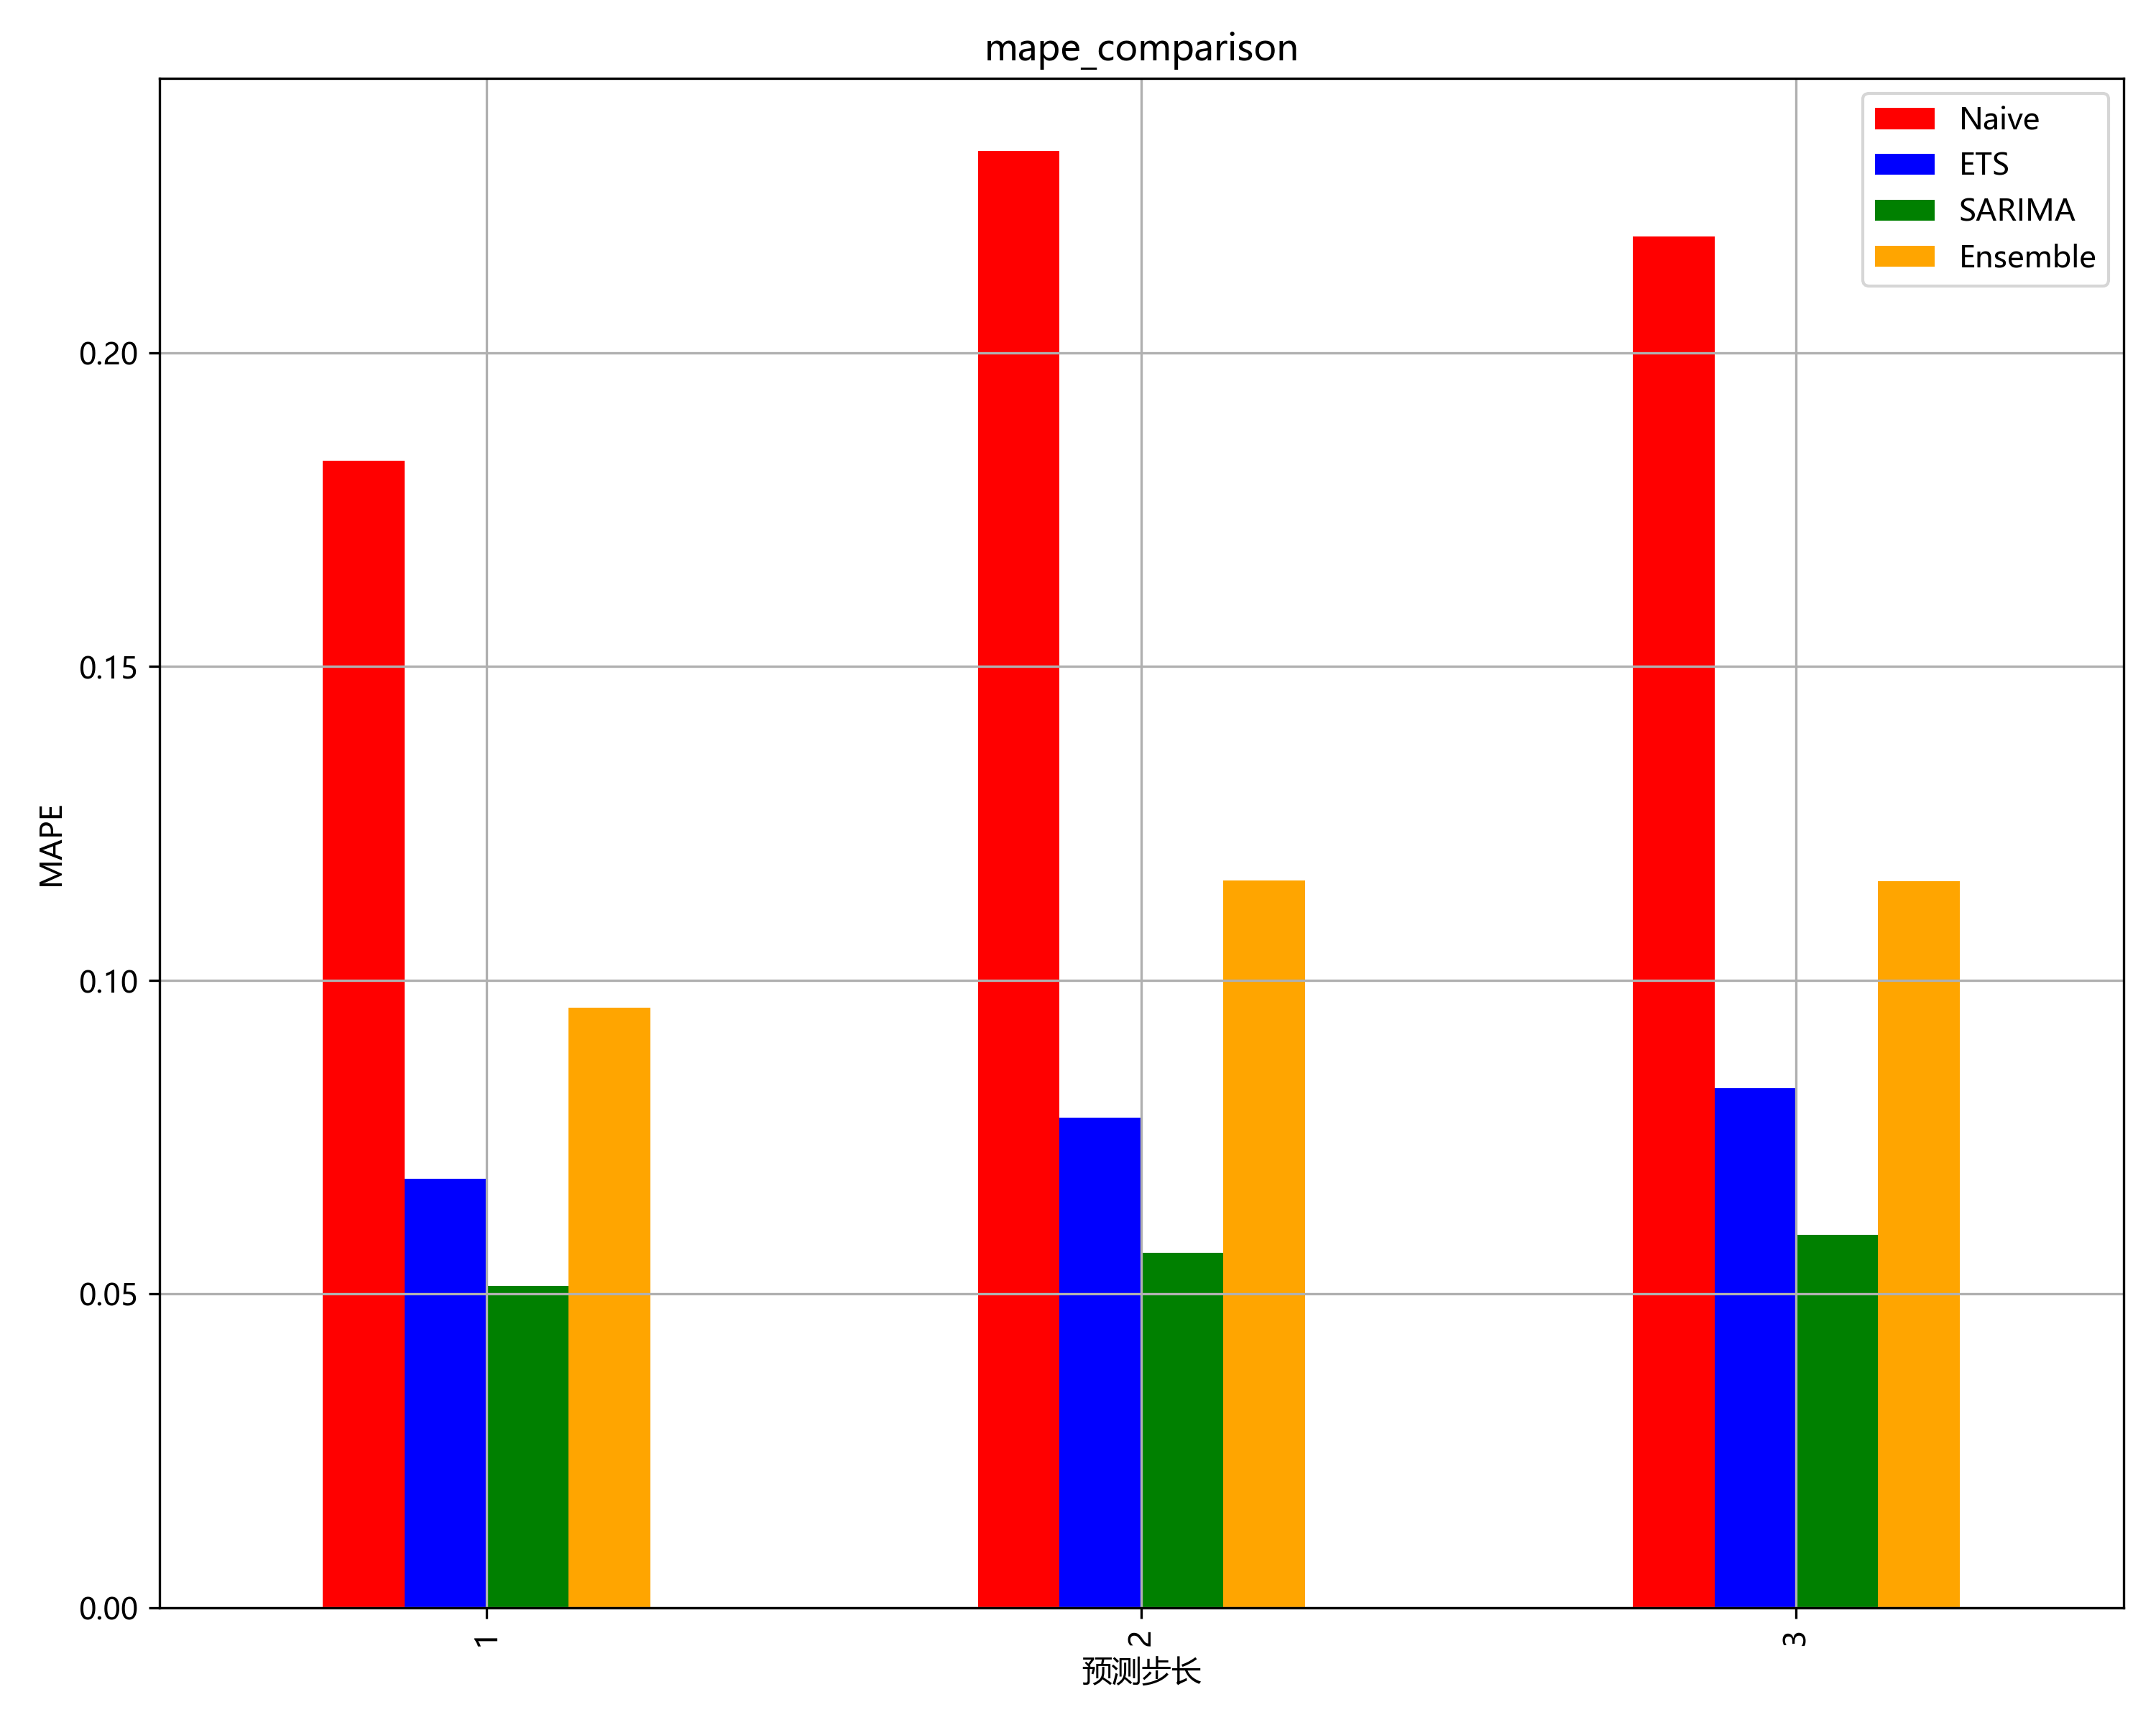 mape_comparison
Naive
ETS
SARIMA
Ensemble
0.20
0.15
0.10
0.05
0.00
MAPE
1
2
3
预测步长